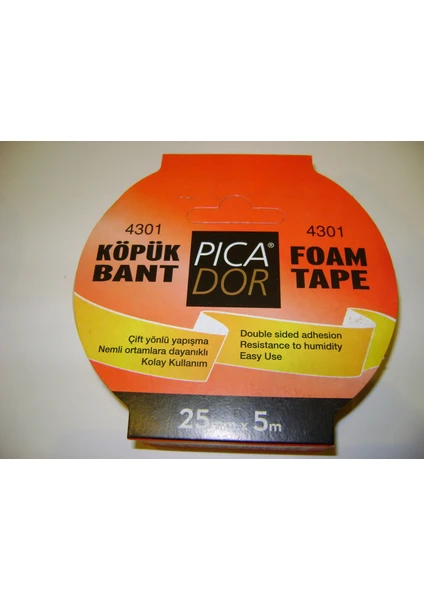 4301
KÖPÜK
BANT
PICA®
DOR
4301
FOAM
TAPE
Çift yönlü yapışma
Nemli ortamlara dayanıklı
Kolay Kullanım
Double sided adhesion
Resistance to humidity
Easy Use
25mm x 5m